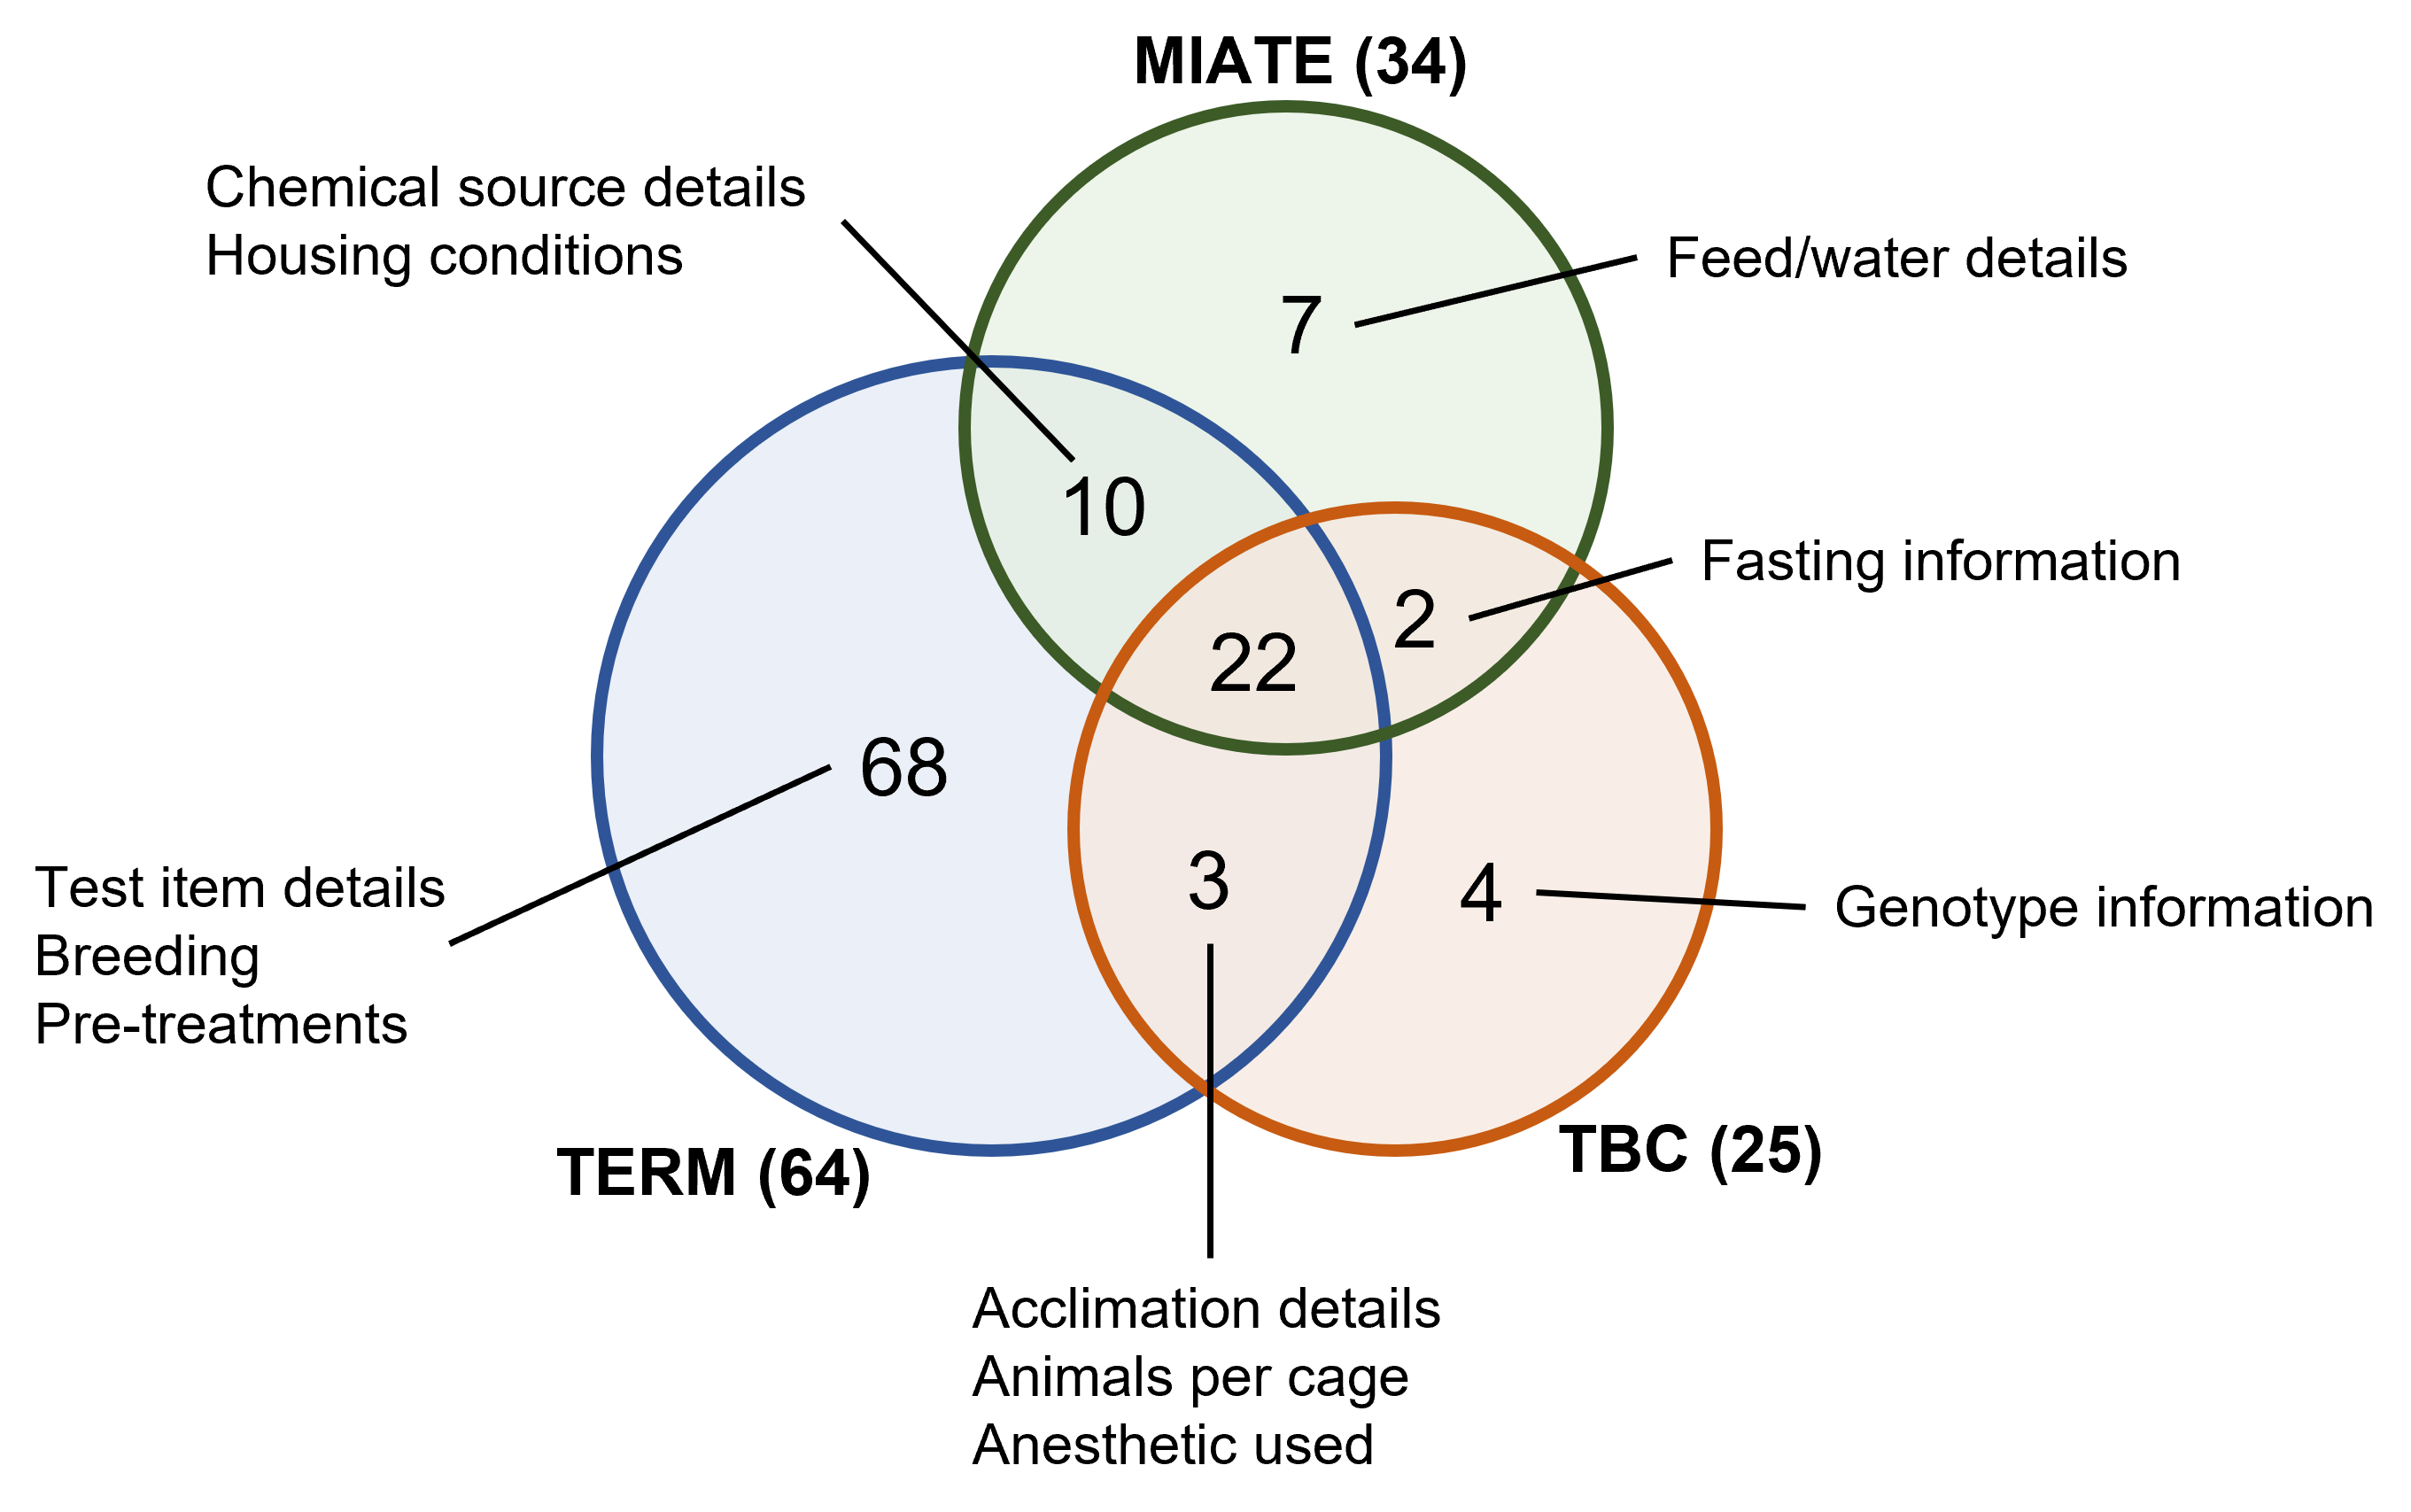 MIATE (34)
Chemical source details
Housing conditions
7
Feed/water details
10
Fasting information
2
22
68
3
4
Test item details
Breeding
Pre-treatments
Genotype information
TERM (64)
TBC (25)
Acclimation details
Animals per cage
Anesthetic used